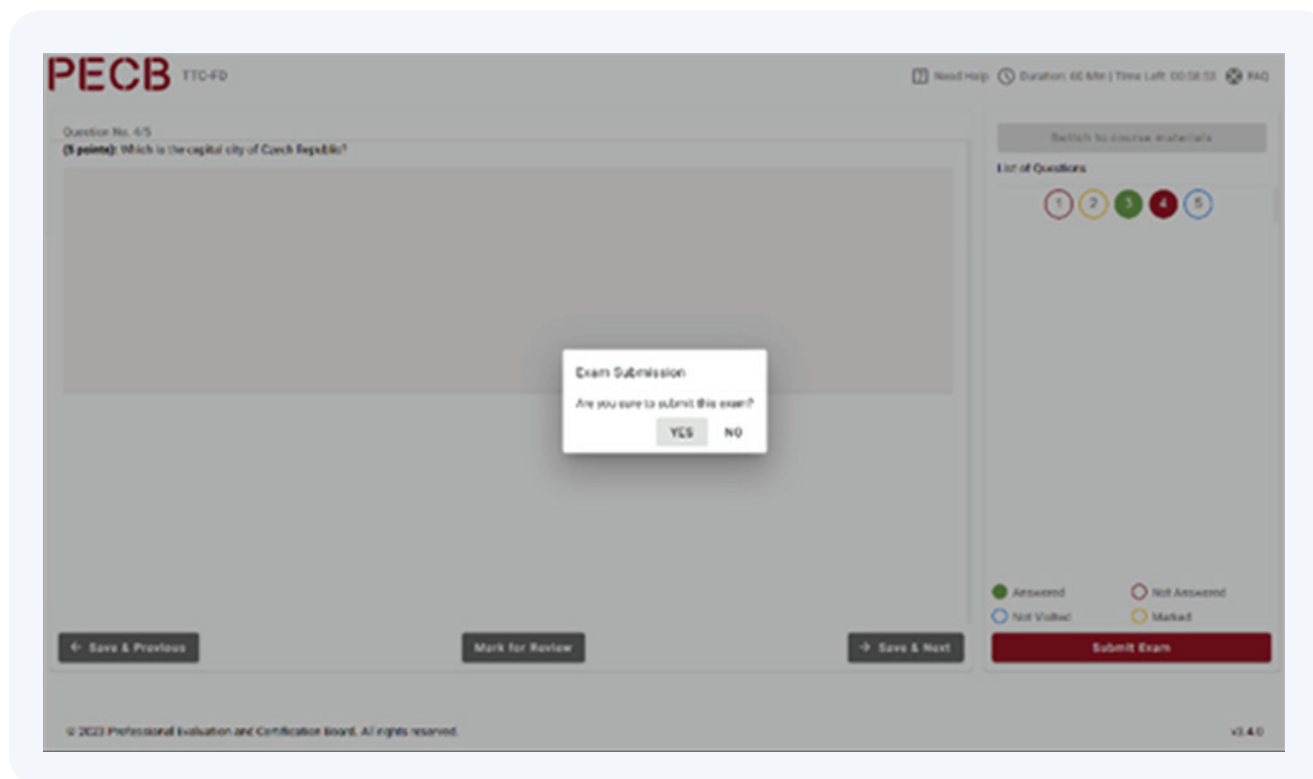 PECB TTC-FD
Need Help Duration: 60 Min | Time Left: 00:58:53 FAQ
Question No. 4/5
(5 points): Which is the capital city of Czech Republic?
Switch to course materials
List of Questions
1 2 3 4 5
Exam Submission
Are you sure to submit this exam?
YES NO
Answered Not Answered
Not Visited Marked
← Save & Previous Mark for Review → Save & Next Submit Exam
© 2023 Professional Evaluation and Certification Board. All rights reserved. v3.4.0